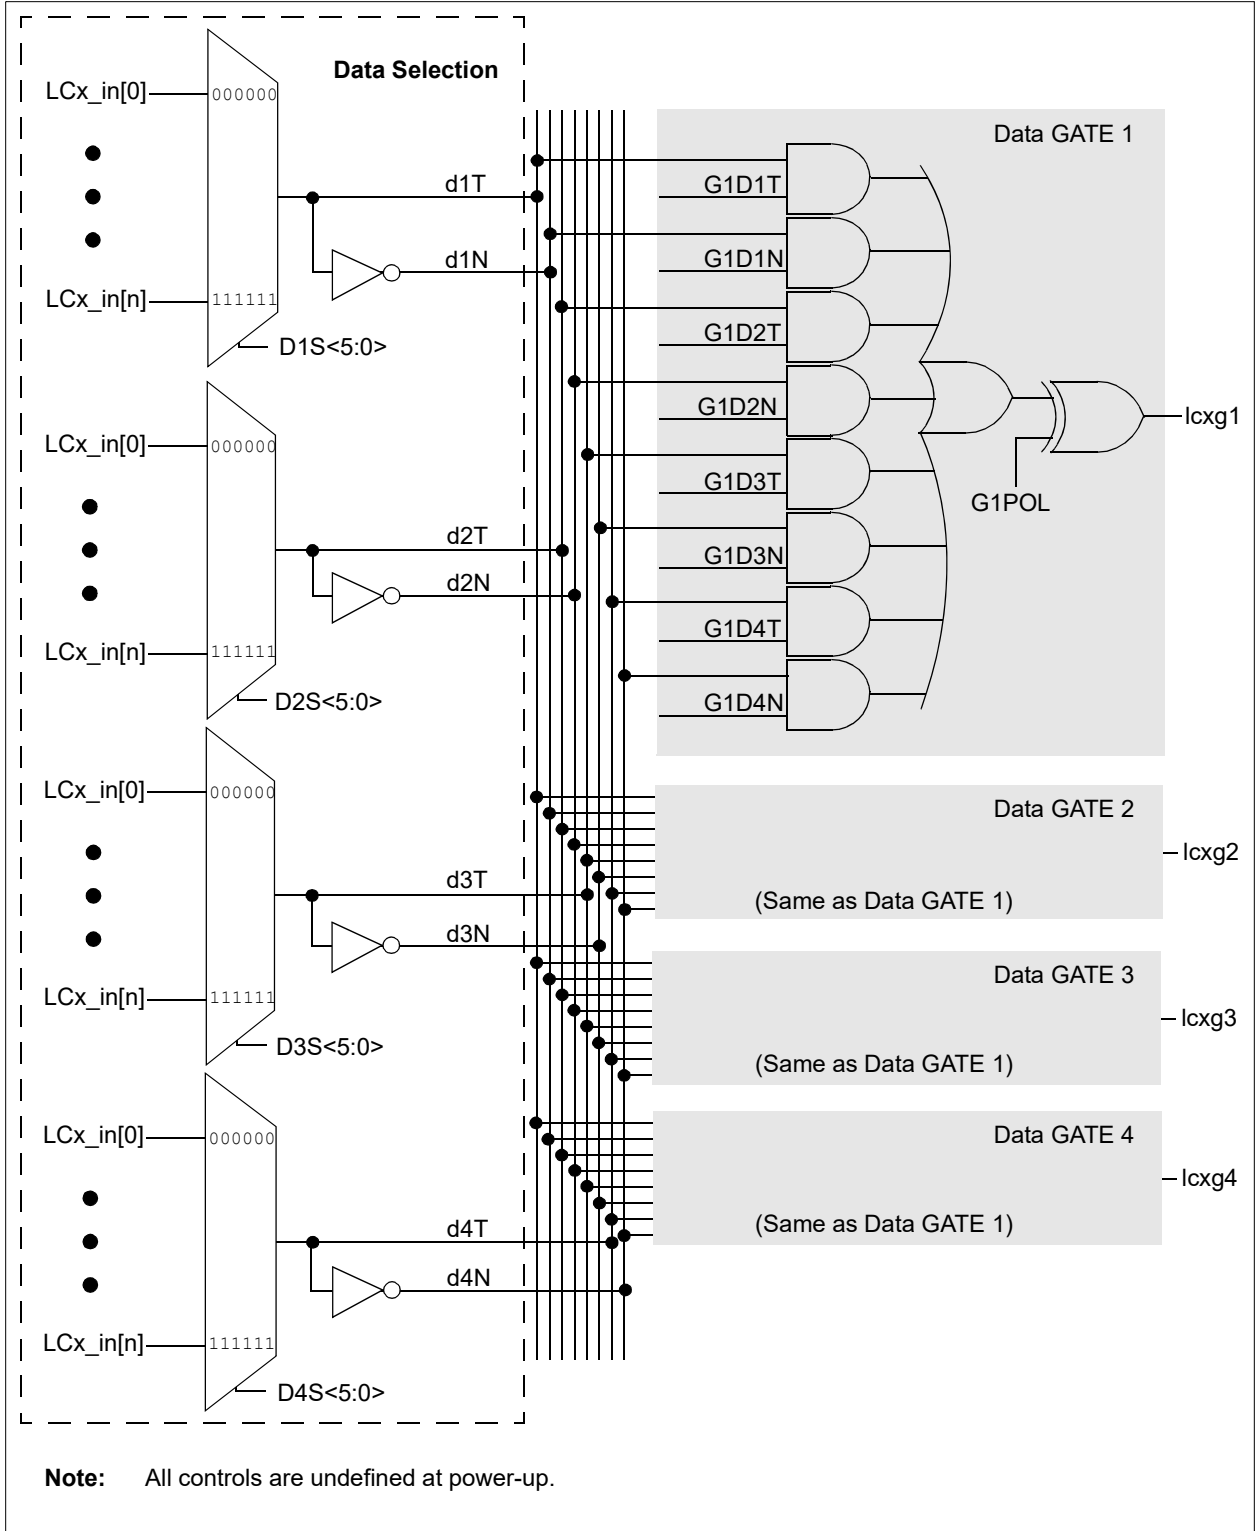 Data Selection
LCx_in[0]
000000
d1T
d1N
LCx_in[n]
111111
D1S<5:0>
LCx_in[0]
000000
d2T
d2N
LCx_in[n]
111111
D2S<5:0>
LCx_in[0]
000000
d3T
d3N
LCx_in[n]
111111
D3S<5:0>
LCx_in[0]
000000
d4T
d4N
LCx_in[n]
111111
D4S<5:0>
Data GATE 1
G1D1T
G1D1N
G1D2T
G1D2N
G1D3T
G1D3N
G1D4T
G1D4N
G1POL
lcxg1
Data GATE 2
(Same as Data GATE 1)
lcxg2
Data GATE 3
(Same as Data GATE 1)
lcxg3
Data GATE 4
(Same as Data GATE 1)
lcxg4
Note: All controls are undefined at power-up.